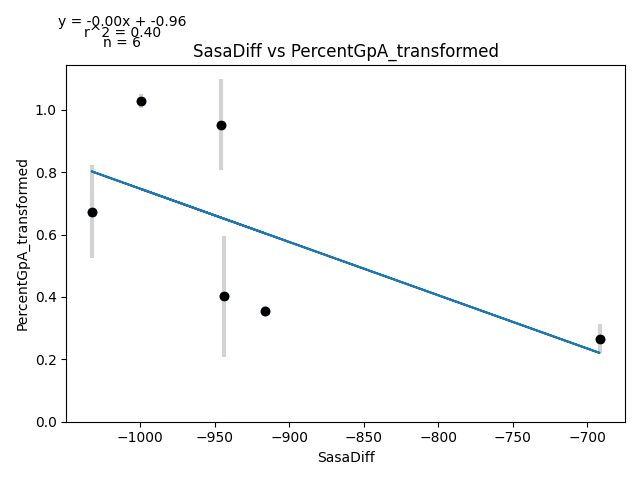 y = -0.00x + -0.96
r^2 = 0.40
n = 6
SasaDiff vs PercentGpA_transformed
PercentGpA_transformed
1.0
0.8
0.6
0.4
0.2
0.0
−1000
−950
−900
−850
−800
−750
−700
SasaDiff